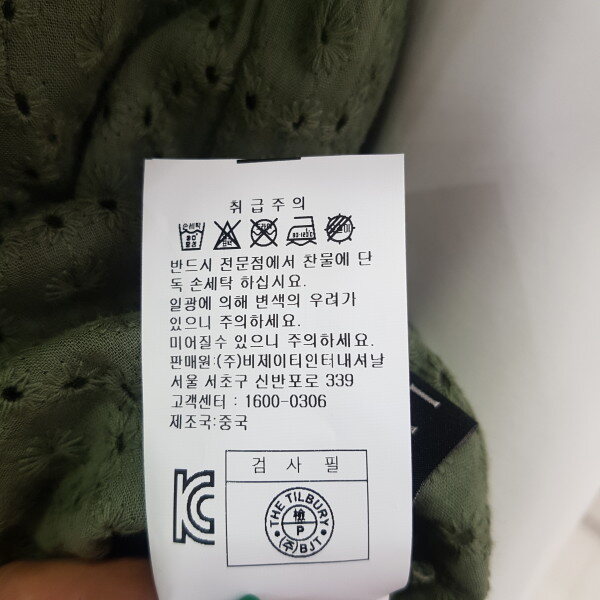 취급주의
손세탁
80-120℃
반드시 전문점에서 찬물에 단
독 손세탁 하십시요.
일광에 의해 변색의 우려가
있으니 주의하세요.
미어질수 있으니 주의하세요.
판매원:(주)비제이티인터내셔날
서울 서초구 신반포로 339
고객센터 : 1600-0306
제조국:중국
검 사 필
THE TILBURY
檢
P
(주)BJT